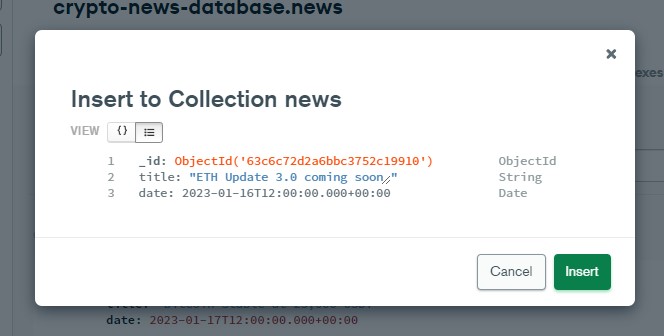 crypto-news-database.news
exes
×
Insert to Collection news
VIEW {}
1 _id: ObjectId('63c6c72d2a6bbc3752c19910') ObjectId
2 title: "ETH Update 3.0 coming soon" String
3 date: 2023-01-16T12:00:00.000+00:00 Date
Cancel Insert
date: 2023-01-17T12:00:00.000+00:00